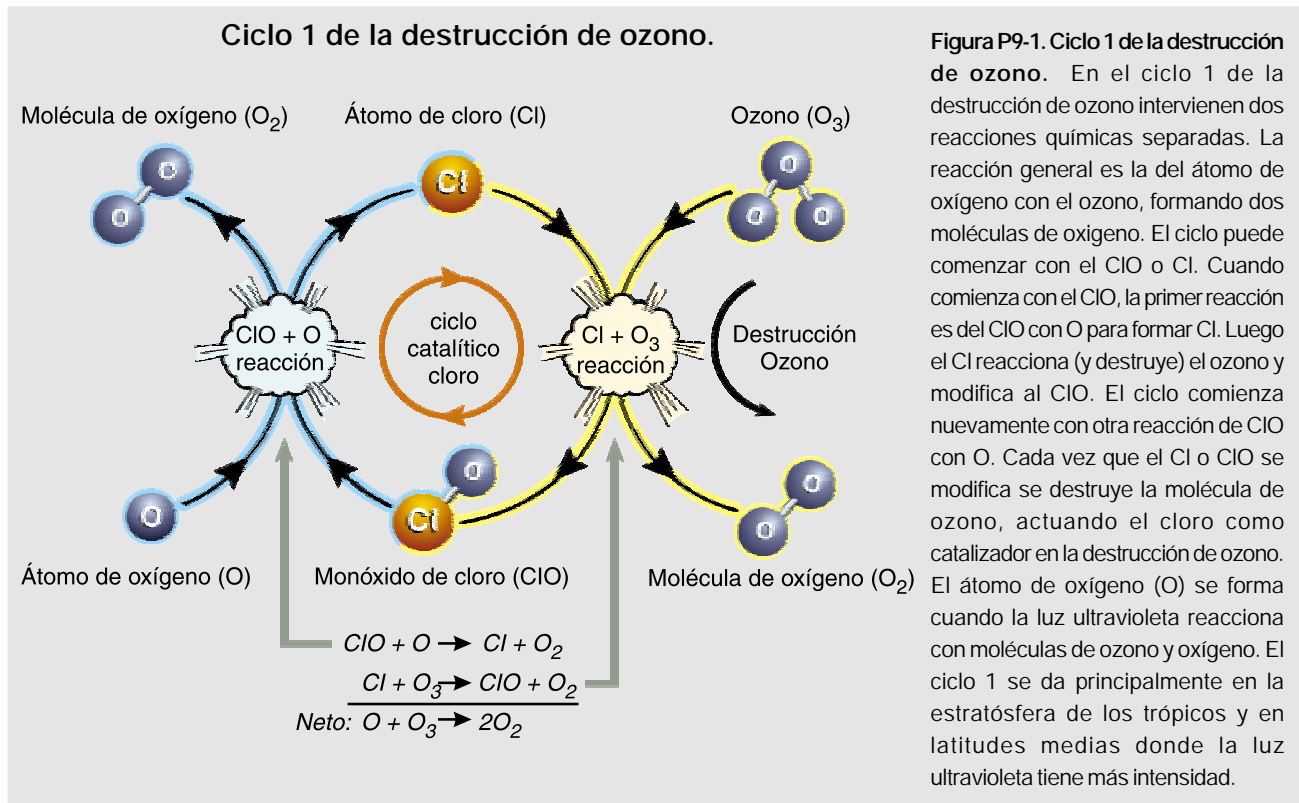 Ciclo 1 de la destrucción de ozono.
Molécula de oxígeno (O2)
Átomo de cloro (Cl)
Ozono (O3)
O
O
Cl
O
O
O
ClO + O
reacción
ciclo
catalítico
cloro
Cl + O3
reacción
Destrucción
Ozono
O
Cl
O
O
O
Átomo de oxígeno (O)
Monóxido de cloro (ClO)
Molécula de oxígeno (O2)
ClO + O → Cl + O2
Cl + O3 → ClO + O2
Neto: O + O3 → 2O2
Figura P9-1. Ciclo 1 de la destrucción
de ozono. En el ciclo 1 de la
destrucción de ozono intervienen dos
reacciones químicas separadas. La
reacción general es la del átomo de
oxígeno con el ozono, formando dos
moléculas de oxigeno. El ciclo puede
comenzar con el ClO o Cl. Cuando
comienza con el ClO, la primer reacción
es del ClO con O para formar Cl. Luego
el Cl reacciona (y destruye) el ozono y
modifica al ClO. El ciclo comienza
nuevamente con otra reacción de ClO
con O. Cada vez que el Cl o ClO se
modifica se destruye la molécula de
ozono, actuando el cloro como
catalizador en la destrucción de ozono.
El átomo de oxígeno (O) se forma
cuando la luz ultravioleta reacciona
con moléculas de ozono y oxígeno. El
ciclo 1 se da principalmente en la
estratósfera de los trópicos y en
latitudes medias donde la luz
ultravioleta tiene más intensidad.